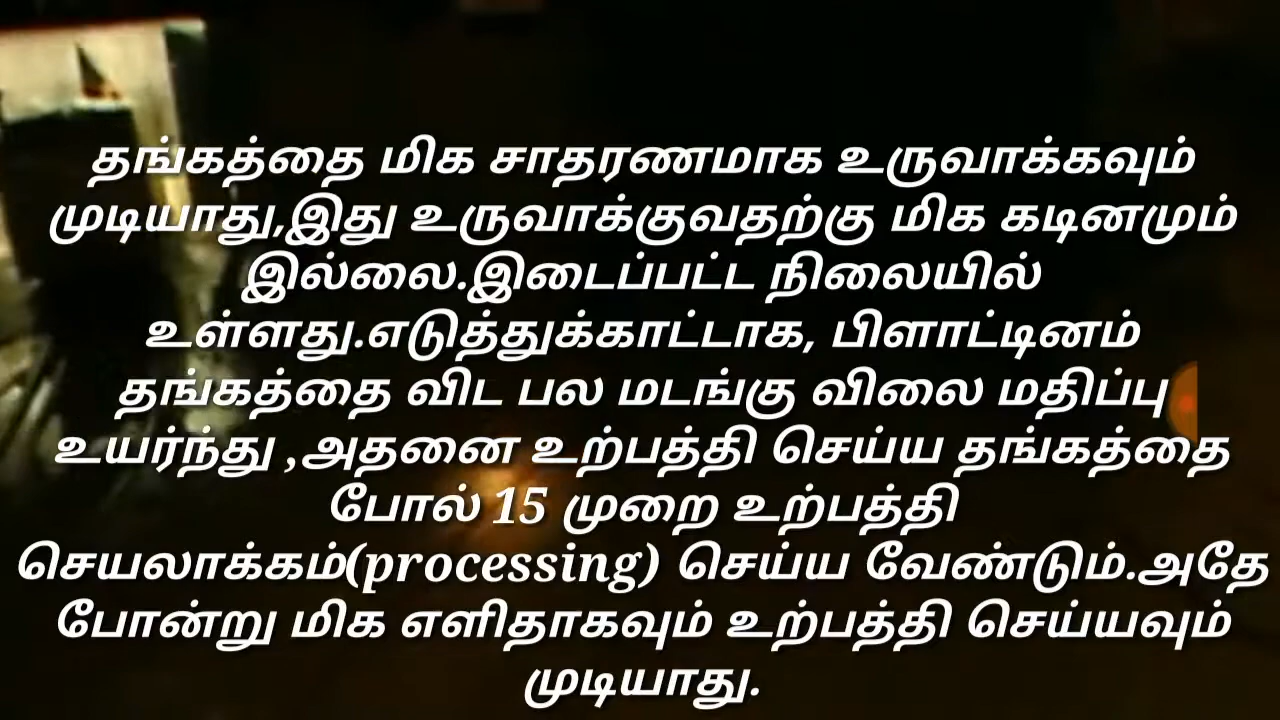 தங்கத்தை மிக சாதரணமாக உருவாக்கவும்
முடியாது,இது உருவாக்குவதற்கு மிக கடினமும்
இல்லை.இடைப்பட்ட நிலையில்
உள்ளது.எடுத்துக்காட்டாக, பிளாட்டினம்
தங்கத்தை விட பல மடங்கு விலை மதிப்பு
உயர்ந்து ,அதனை உற்பத்தி செய்ய தங்கத்தை
போல் 15 முறை உற்பத்தி
செயலாக்கம்(processing) செய்ய வேண்டும்.அதே
போன்று மிக எளிதாகவும் உற்பத்தி செய்யவும்
முடியாது.